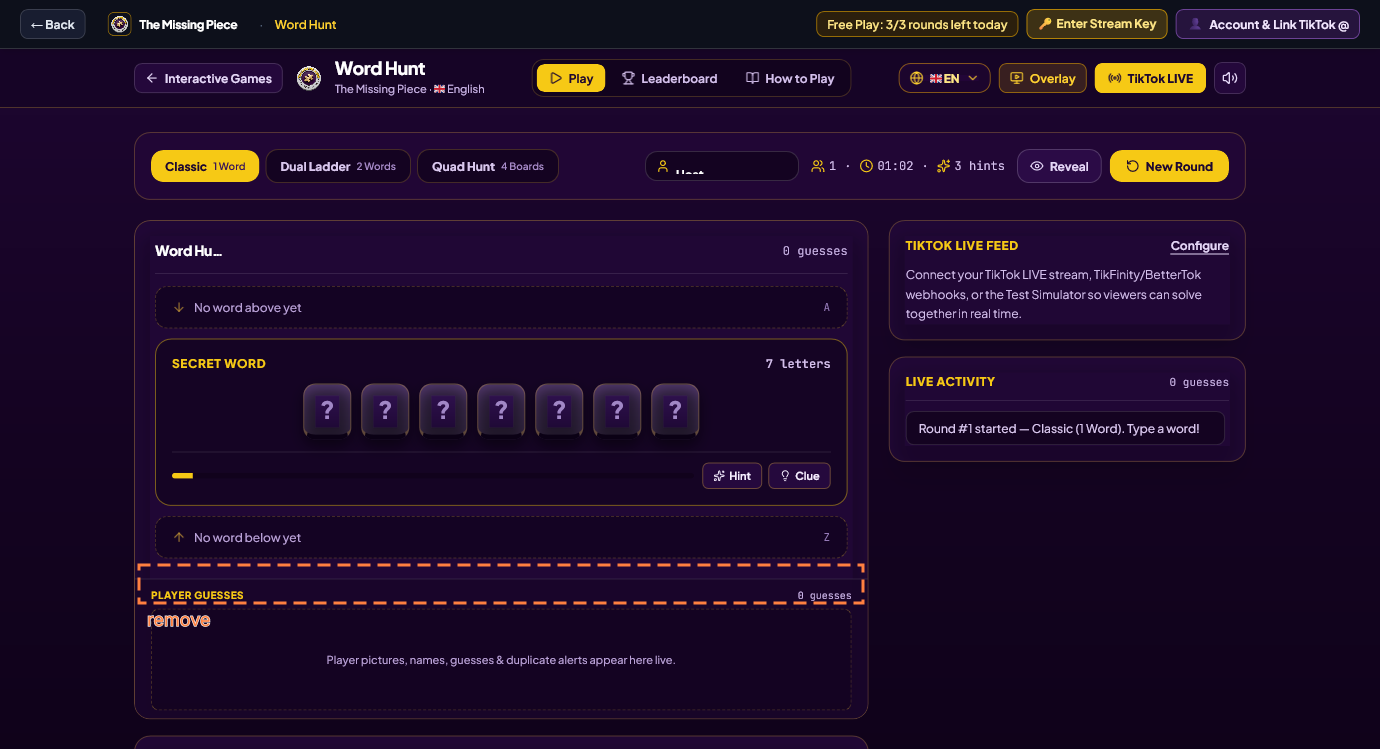 ← Back
The Missing Piece · Word Hunt
Free Play: 3/3 rounds left today
Enter Stream Key
Account & Link TikTok @
← Interactive Games
Word Hunt
The Missing Piece · English
Play
Leaderboard
How to Play
EN
Overlay
TikTok LIVE
Classic 1 Word
Dual Ladder 2 Words
Quad Hunt 4 Boards
Host
1 · 01:02 · 3 hints
Reveal
New Round
Word Hu...
0 guesses
↓ No word above yet
A
SECRET WORD
7 letters
? ? ? ? ? ? ?
Hint
Clue
↑ No word below yet
Z
PLAYER GUESSES
0 guesses
remove
Player pictures, names, guesses & duplicate alerts appear here live.
TIKTOK LIVE FEED
Configure
Connect your TikTok LIVE stream, TikFinity/BetterTok
webhooks, or the Test Simulator so viewers can solve
together in real time.
LIVE ACTIVITY
0 guesses
Round #1 started — Classic (1 Word). Type a word!